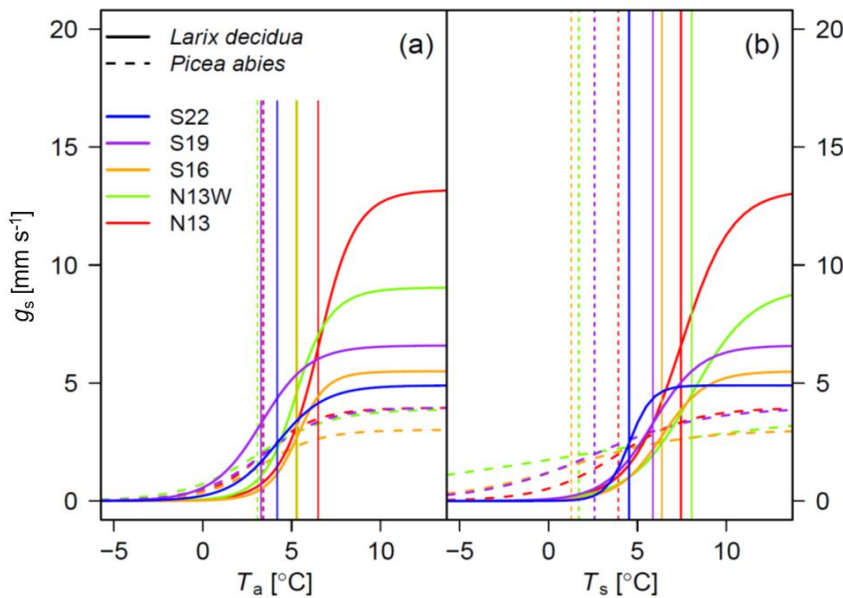 20
Larix decidua
(a)
(b)
20
Picea abies
S22
15
S19
15
S16
N13W
N13
10
10
gs [mm s-1]
5
5
0
0
−5
0
5
10
−5
0
5
10
Ta [°C]
Ts [°C]